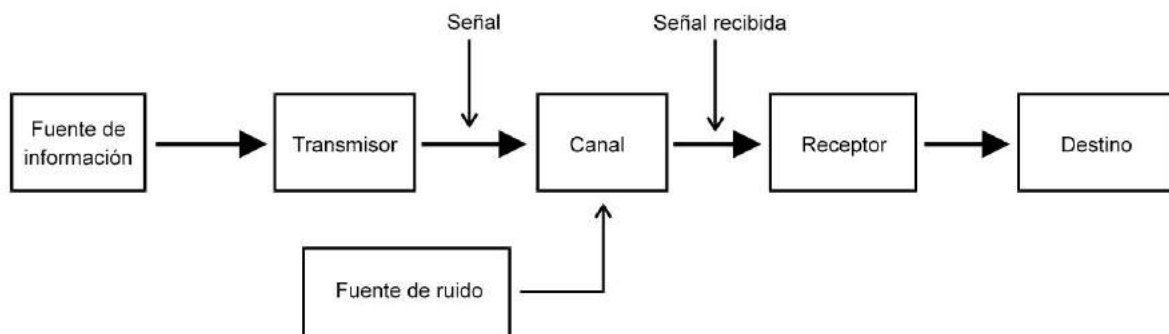 Señal
Señal recibida
Fuente de
información
Transmisor
Canal
Receptor
Destino
Fuente de ruido